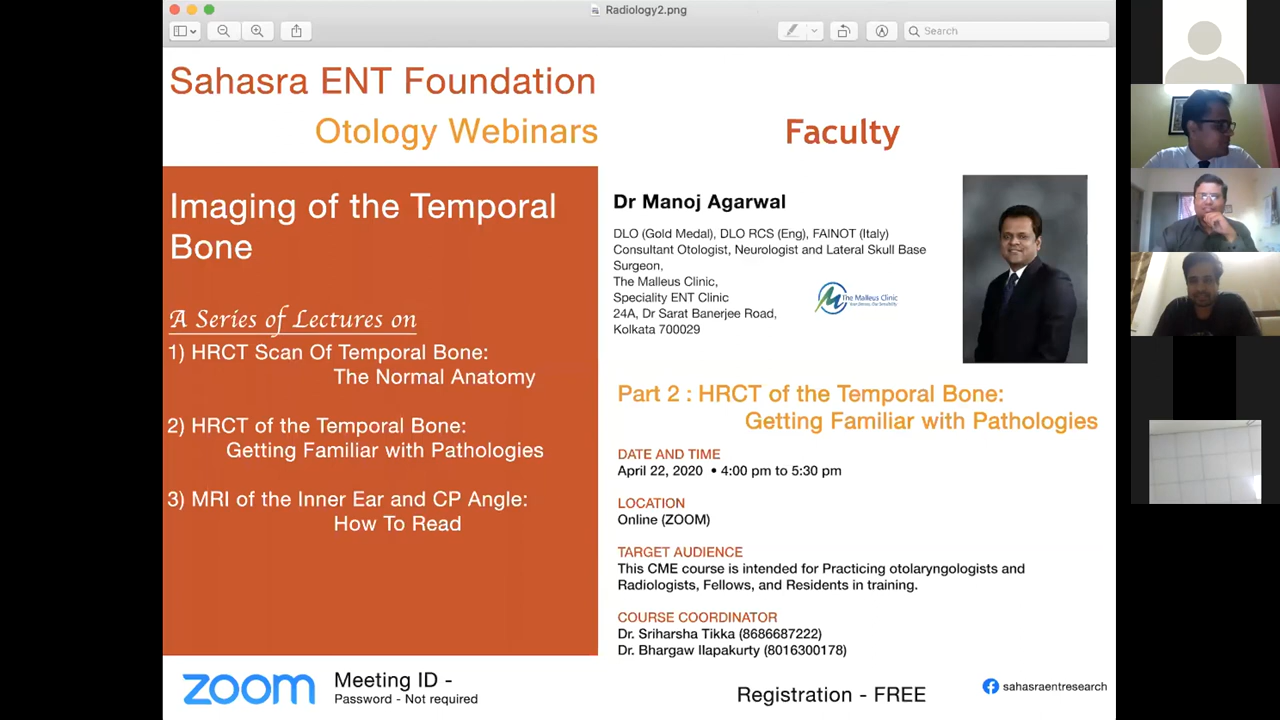 Radiology2.png
Search
Sahasra ENT Foundation
Otology Webinars
Imaging of the Temporal
Bone
A Series of Lectures on
1) HRCT Scan Of Temporal Bone:
The Normal Anatomy
2) HRCT of the Temporal Bone:
Getting Familiar with Pathologies
3) MRI of the Inner Ear and CP Angle:
How To Read
Faculty
Dr Manoj Agarwal
DLO (Gold Medal), DLO RCS (Eng), FAINOT (Italy)
Consultant Otologist, Neurologist and Lateral Skull Base
Surgeon,
The Malleus Clinic,
Speciality ENT Clinic
24A, Dr Sarat Banerjee Road,
Kolkata 700029
The Malleus Clinic
Part 2 : HRCT of the Temporal Bone:
Getting Familiar with Pathologies
DATE AND TIME
April 22, 2020 • 4:00 pm to 5:30 pm
LOCATION
Online (ZOOM)
TARGET AUDIENCE
This CME course is intended for Practicing otolaryngologists and
Radiologists, Fellows, and Residents in training.
COURSE COORDINATOR
Dr. Sriharsha Tikka (8686687222)
Dr. Bhargaw Ilapakurty (8016300178)
zoom
Meeting ID -
Password - Not required
Registration - FREE
sahasraentresearch